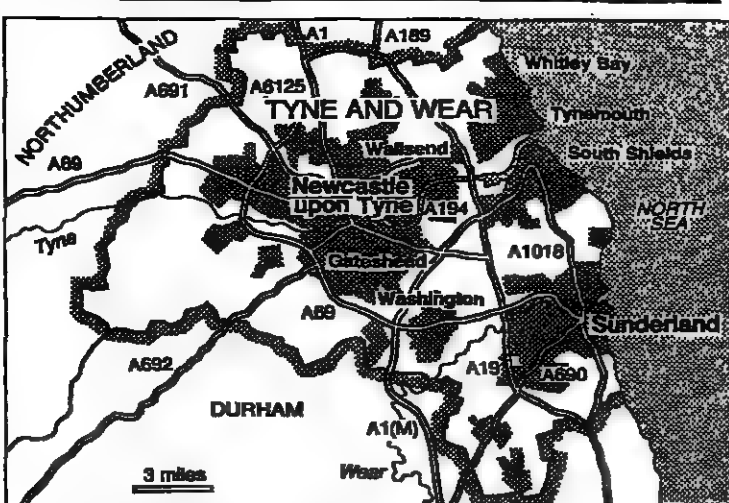 A1
A189
NORTHUMBERLAND
Whitley Bay
A691
A6125
TYNE AND WEAR
Tynemouth
Wallsend
A69
South Shields
Newcastle
upon Tyne
A194
NORTH
SEA
Tyne
A1018
Gateshead
Washington
A69
Sunderland
A692
A19
A690
DURHAM
A1(M)
Wear
3 miles